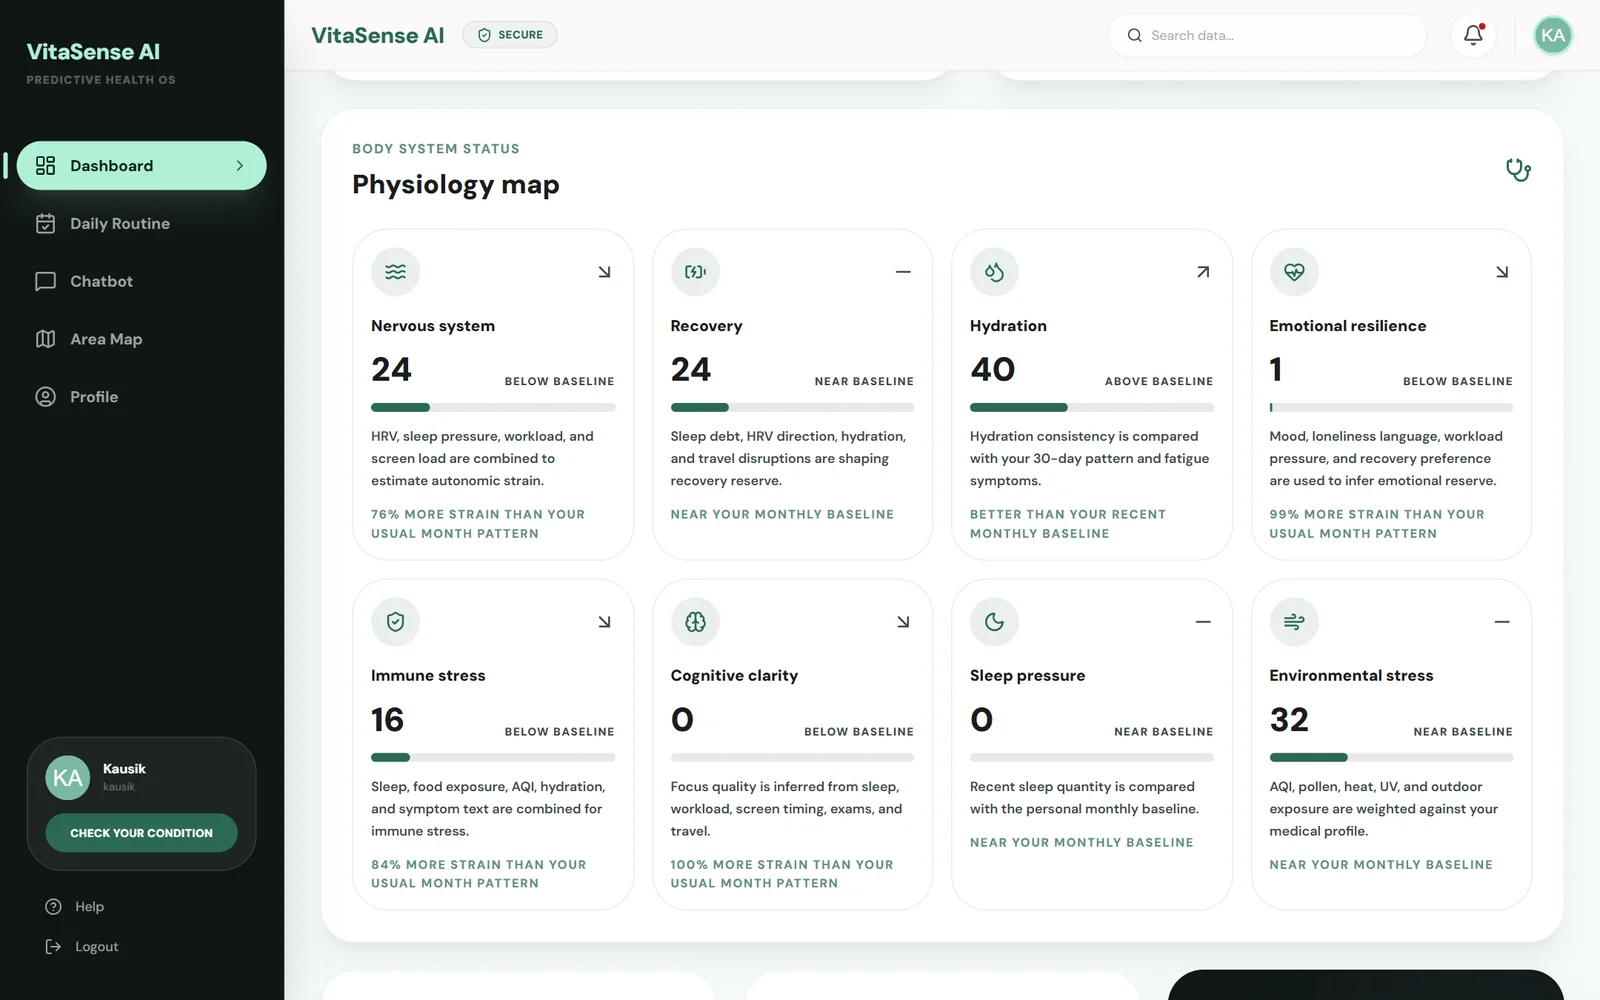 VitaSense AI
PREDICTIVE HEALTH OS
Dashboard
Daily Routine
Chatbot
Area Map
Profile
KA
Kausik
kausik
CHECK YOUR CONDITION
Help
Logout
VitaSense AI
SECURE
Search data...
KA
BODY SYSTEM STATUS
Physiology map
Nervous system
24
BELOW BASELINE
HRV, sleep pressure, workload, and
screen load are combined to
estimate autonomic strain.
76% MORE STRAIN THAN YOUR
USUAL MONTH PATTERN
Recovery
24
NEAR BASELINE
Sleep debt, HRV direction, hydration,
and travel disruptions are shaping
recovery reserve.
NEAR YOUR MONTHLY BASELINE
Hydration
40
ABOVE BASELINE
Hydration consistency is compared
with your 30-day pattern and fatigue
symptoms.
BETTER THAN YOUR RECENT
MONTHLY BASELINE
Emotional resilience
1
BELOW BASELINE
Mood, loneliness language, workload
pressure, and recovery preference
are used to infer emotional reserve.
99% MORE STRAIN THAN YOUR
USUAL MONTH PATTERN
Immune stress
16
BELOW BASELINE
Sleep, food exposure, AQI, hydration,
and symptom text are combined for
immune stress.
84% MORE STRAIN THAN YOUR
USUAL MONTH PATTERN
Cognitive clarity
0
BELOW BASELINE
Focus quality is inferred from sleep,
workload, screen timing, exams, and
travel.
100% MORE STRAIN THAN YOUR
USUAL MONTH PATTERN
Sleep pressure
0
NEAR BASELINE
Recent sleep quantity is compared
with the personal monthly baseline.
NEAR YOUR MONTHLY BASELINE
Environmental stress
32
NEAR BASELINE
AQI, pollen, heat, UV, and outdoor
exposure are weighted against your
medical profile.
NEAR YOUR MONTHLY BASELINE